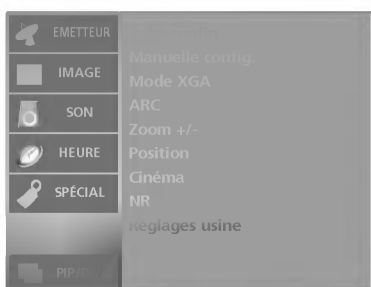 EMETTEUR
IMAGE
SON
HEURE
SPÉCIAL
Manuelle config.
Mode XGA
ARC
Zoom +/-
Position
Cinéma
NR
Réglages usine